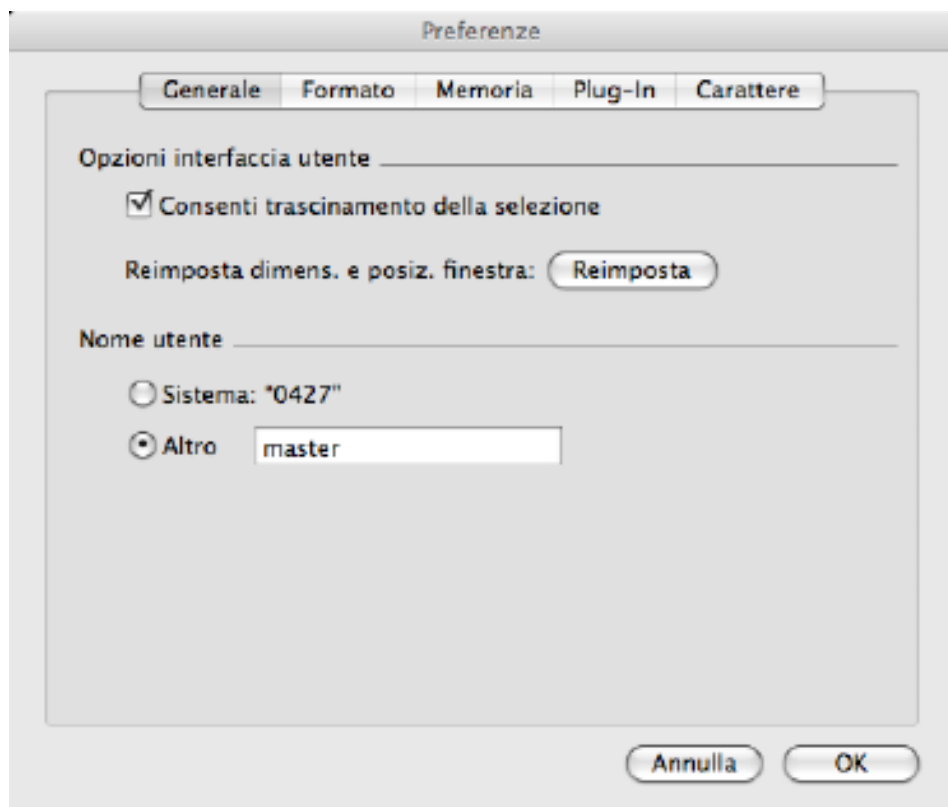 Preferenze
Generale Formato Memoria Plug-In Carattere
Opzioni interfaccia utente
Consenti trascinamento della selezione
Reimposta dimens. e posiz. finestra: Reimposta
Nome utente
Sistema: "0427"
Altro master
Annulla OK